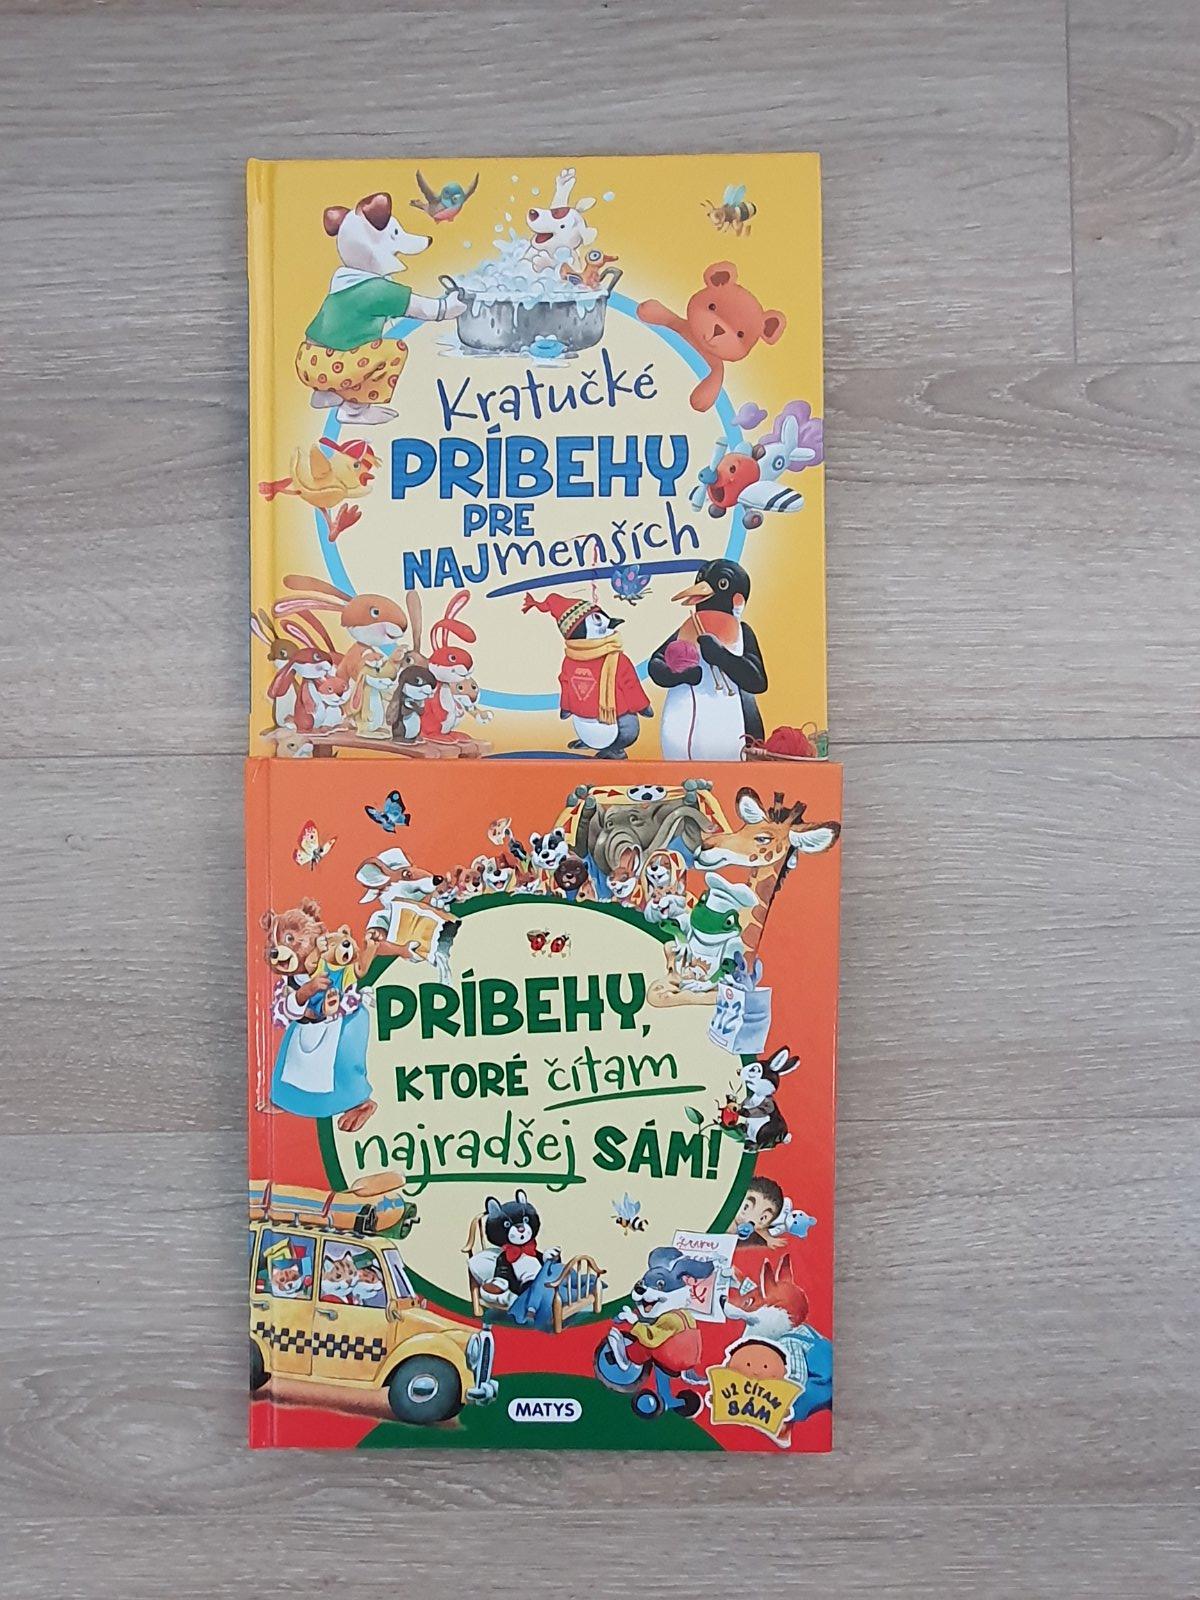 Kratučké
PRÍBEHY
PRE
NAJmenších
PRÍBEHY,
KTORÉ čítam
najradšej SÁM!
MATYS
UŽ ČÍTAM
SÁM